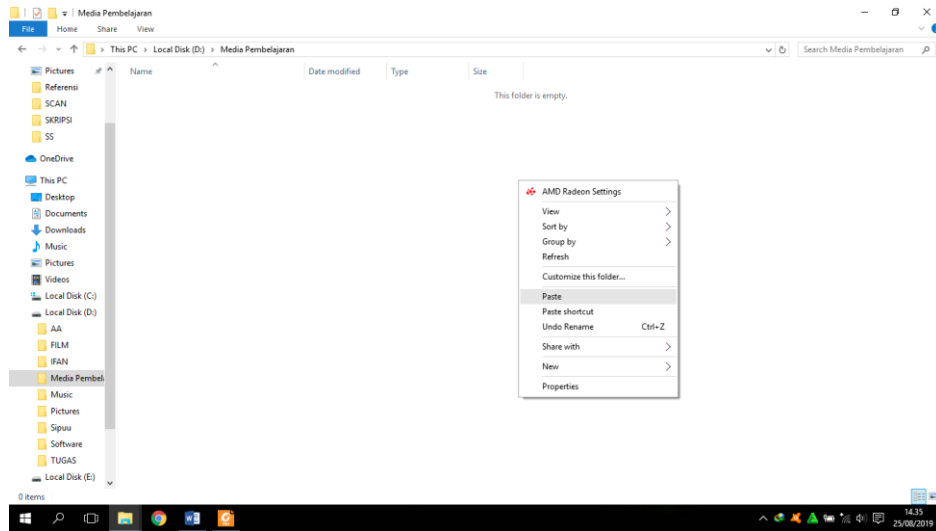 Media Pembelajaran
File Home Share View
This PC Local Disk (D:) Media Pembelajaran
Search Media Pembelajaran
Name Date modified Type Size
This folder is empty.
Pictures
Referensi
SCAN
SKRIPSI
SS
OneDrive
This PC
Desktop
Documents
Downloads
Music
Pictures
Videos
Local Disk (C:)
Local Disk (D:)
AA
FILM
IFAN
Media Pembel
Music
Pictures
Sipuu
Software
TUGAS
Local Disk (E:)
AMD Radeon Settings
View
Sort by
Group by
Refresh
Customize this folder...
Paste
Paste shortcut
Undo Rename Ctrl+Z
Share with
New
Properties
0 items
14.35
25/08/2019